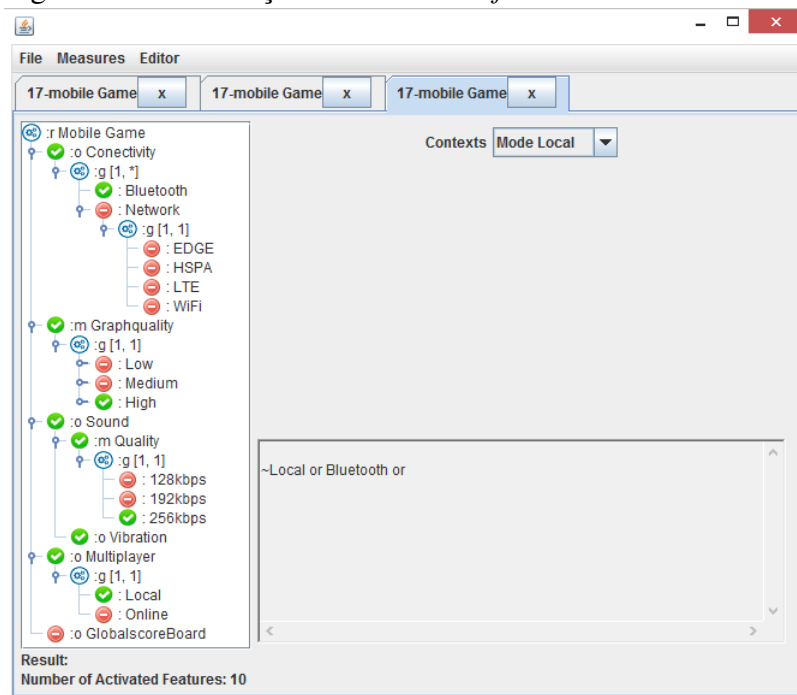 File Measures Editor
17-mobile Game x 17-mobile Game x 17-mobile Game x
:r Mobile Game
:o Conectivity
:g [1, *]
: Bluetooth
: Network
:g [1, 1]
: EDGE
: HSPA
: LTE
: WiFi
:m Graphquality
:g [1, 1]
: Low
: Medium
: High
:o Sound
:m Quality
:g [1, 1]
: 128kbps
: 192kbps
: 256kbps
:o Vibration
:o Multiplayer
:g [1, 1]
: Local
: Online
:o GlobalscoreBoard
Contexts Mode Local
~Local or Bluetooth or
Result:
Number of Activated Features: 10